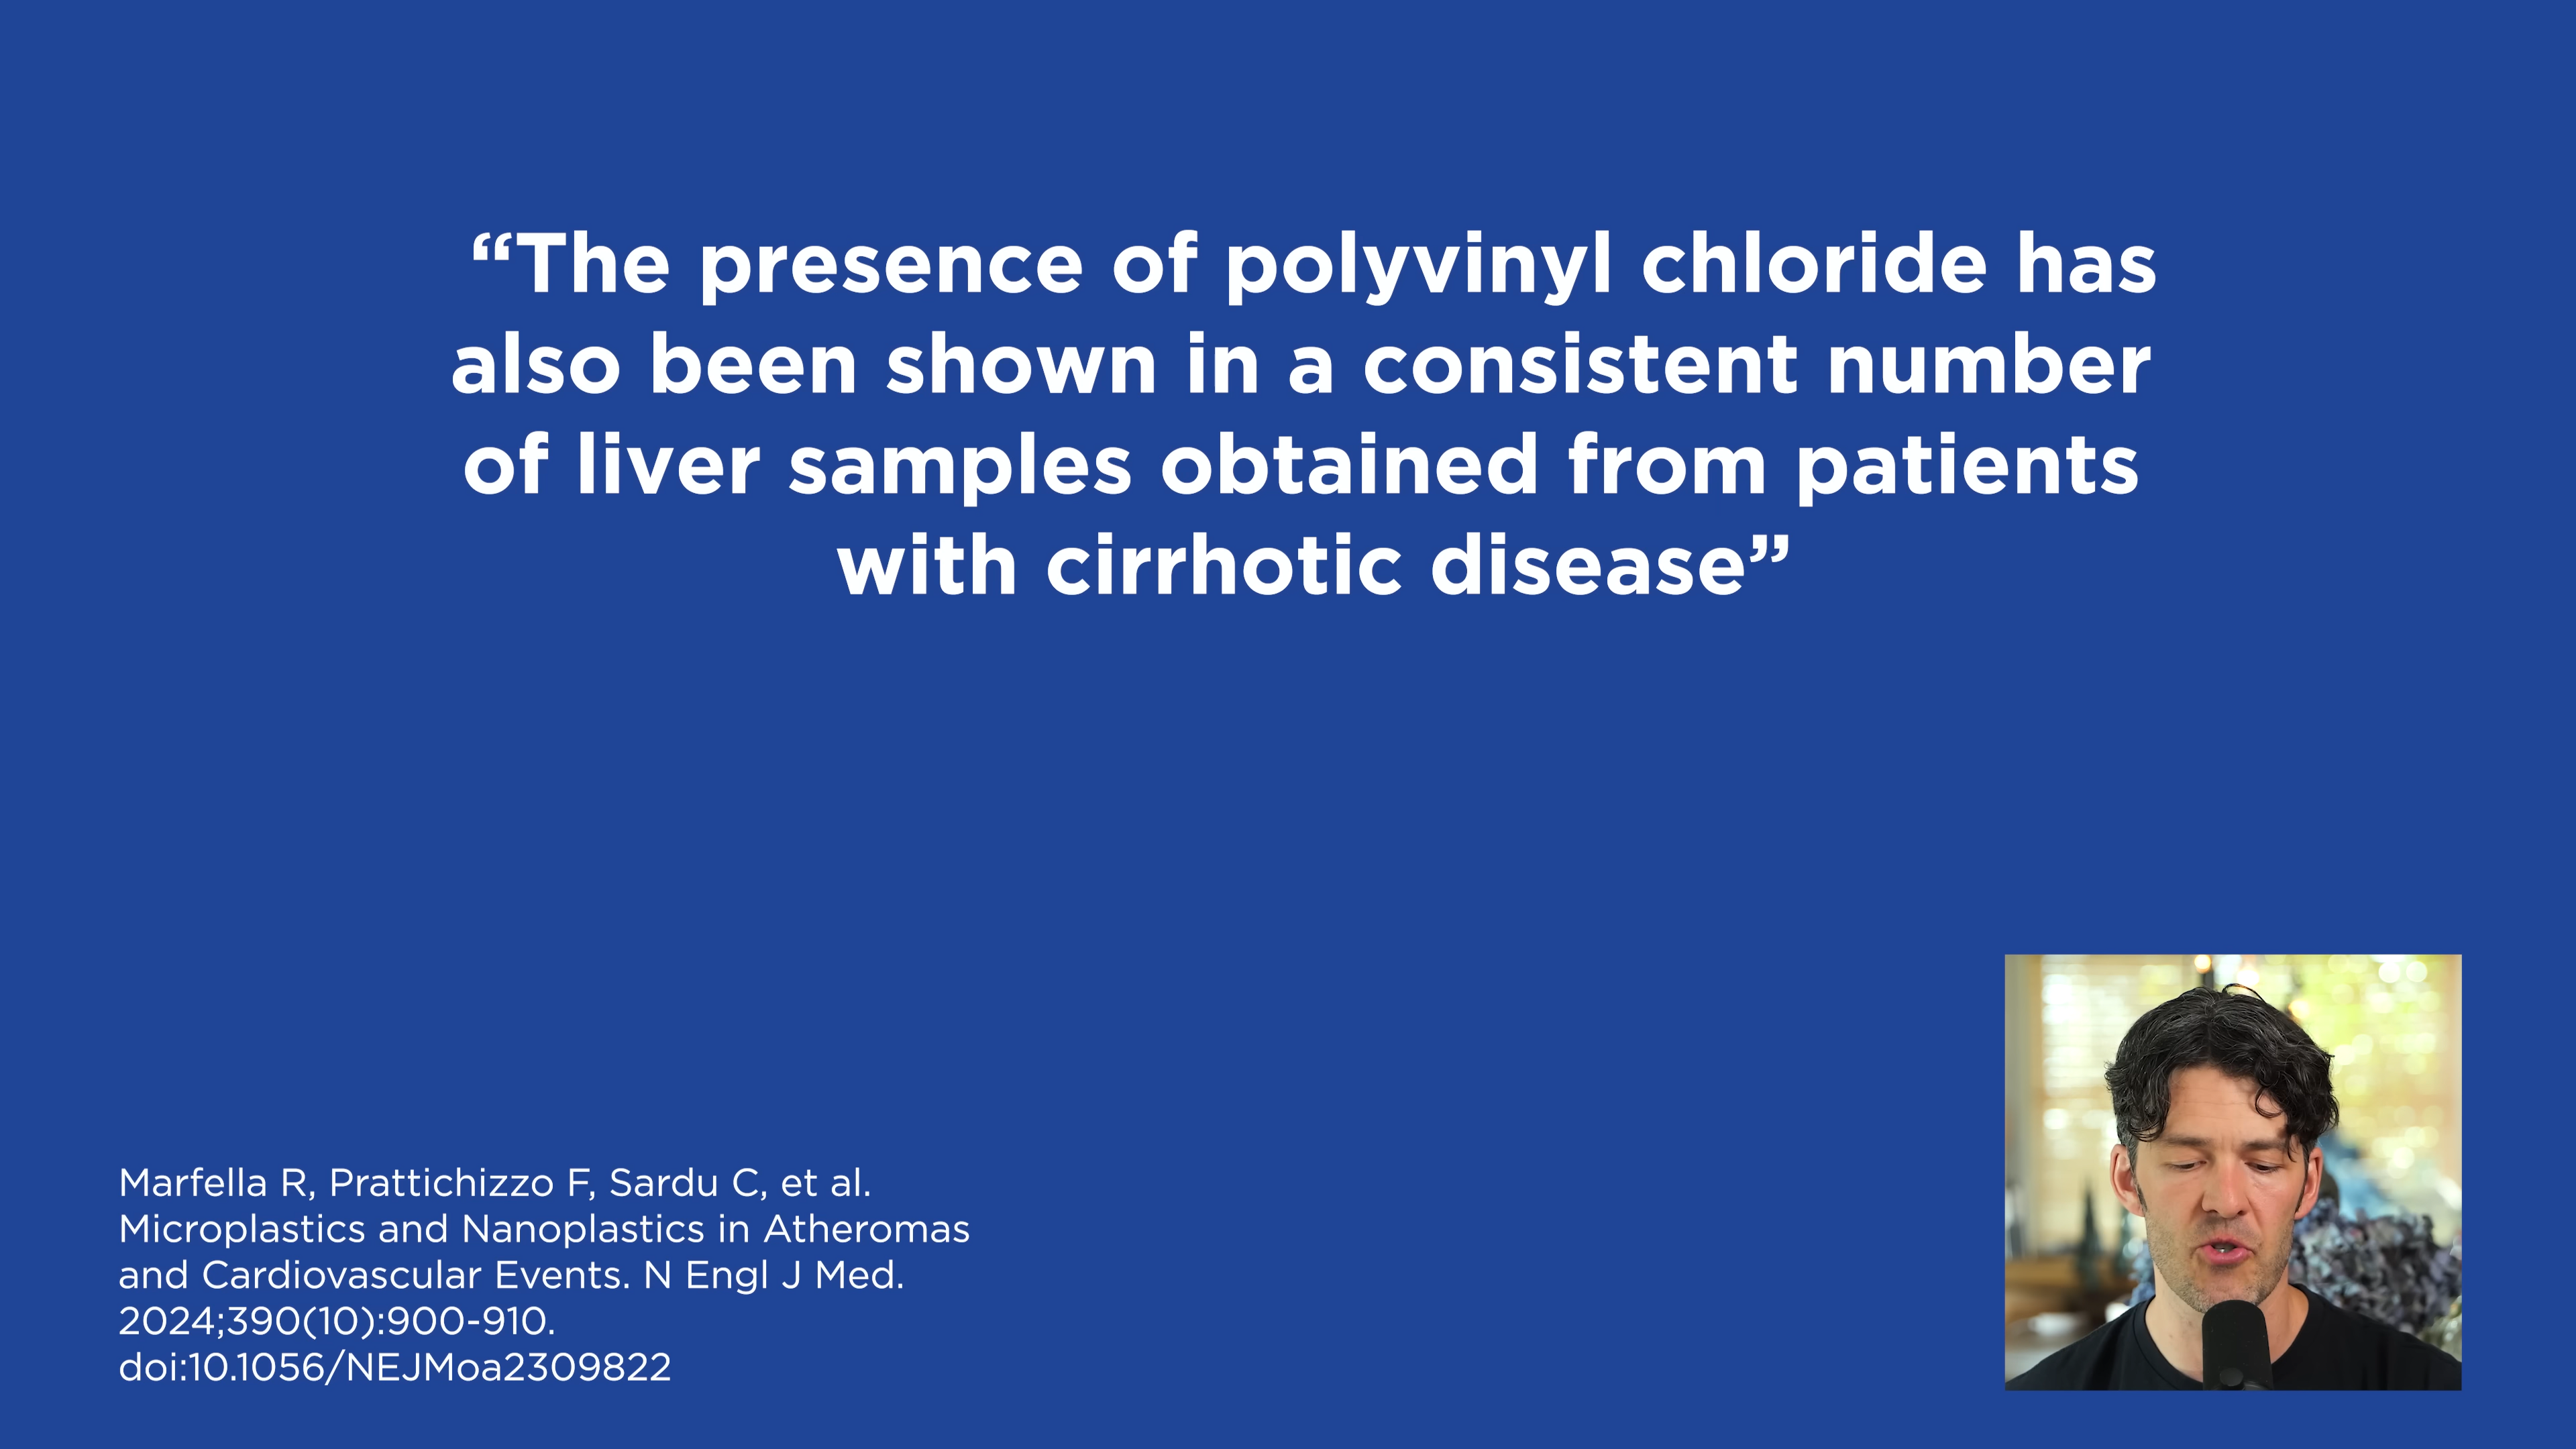 “The presence of polyvinyl chloride has
also been shown in a consistent number
of liver samples obtained from patients
with cirrhotic disease”
Marfella R, Prattichizzo F, Sardu C, et al.
Microplastics and Nanoplastics in Atheromas
and Cardiovascular Events. N Engl J Med.
2024;390(10):900-910.
doi:10.1056/NEJMoa2309822